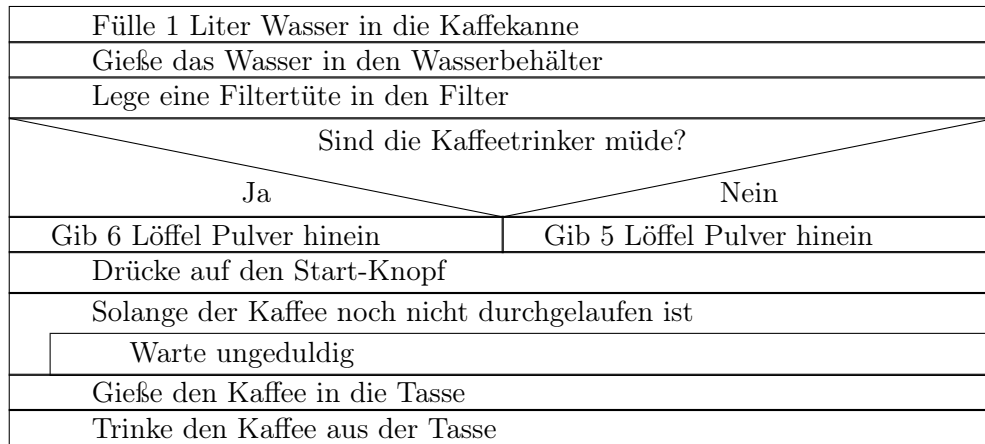 Fülle 1 Liter Wasser in die Kaffekanne
Gieße das Wasser in den Wasserbehälter
Lege eine Filtertüte in den Filter
Sind die Kaffeetrinker müde?
Ja Nein
Gib 6 Löffel Pulver hinein Gib 5 Löffel Pulver hinein
Drücke auf den Start-Knopf
Solange der Kaffee noch nicht durchgelaufen ist
Warte ungeduldig
Gieße den Kaffee in die Tasse
Trinke den Kaffee aus der Tasse